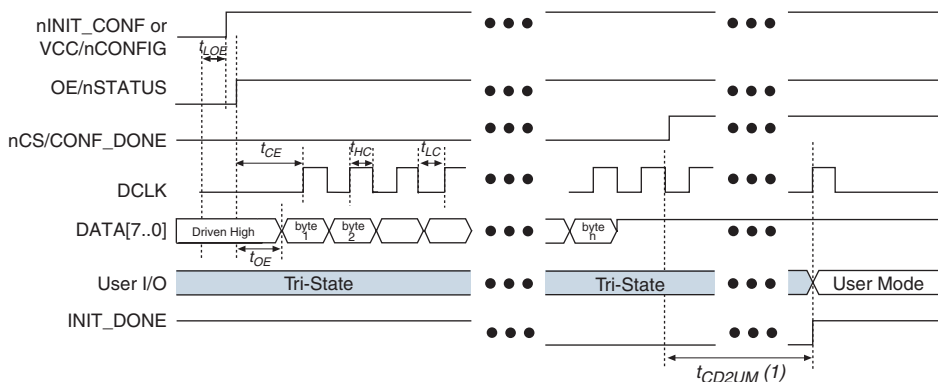 nINIT_CONF or
VCC/nCONFIG
tLOE
OE/nSTATUS
nCS/CONF_DONE
tCE
tHC
tLC
DCLK
DATA[7..0]
Driven High
byte
1
byte
2
byte
n
tOE
User I/O
Tri-State
Tri-State
User Mode
INIT_DONE
tCD2UM (1)